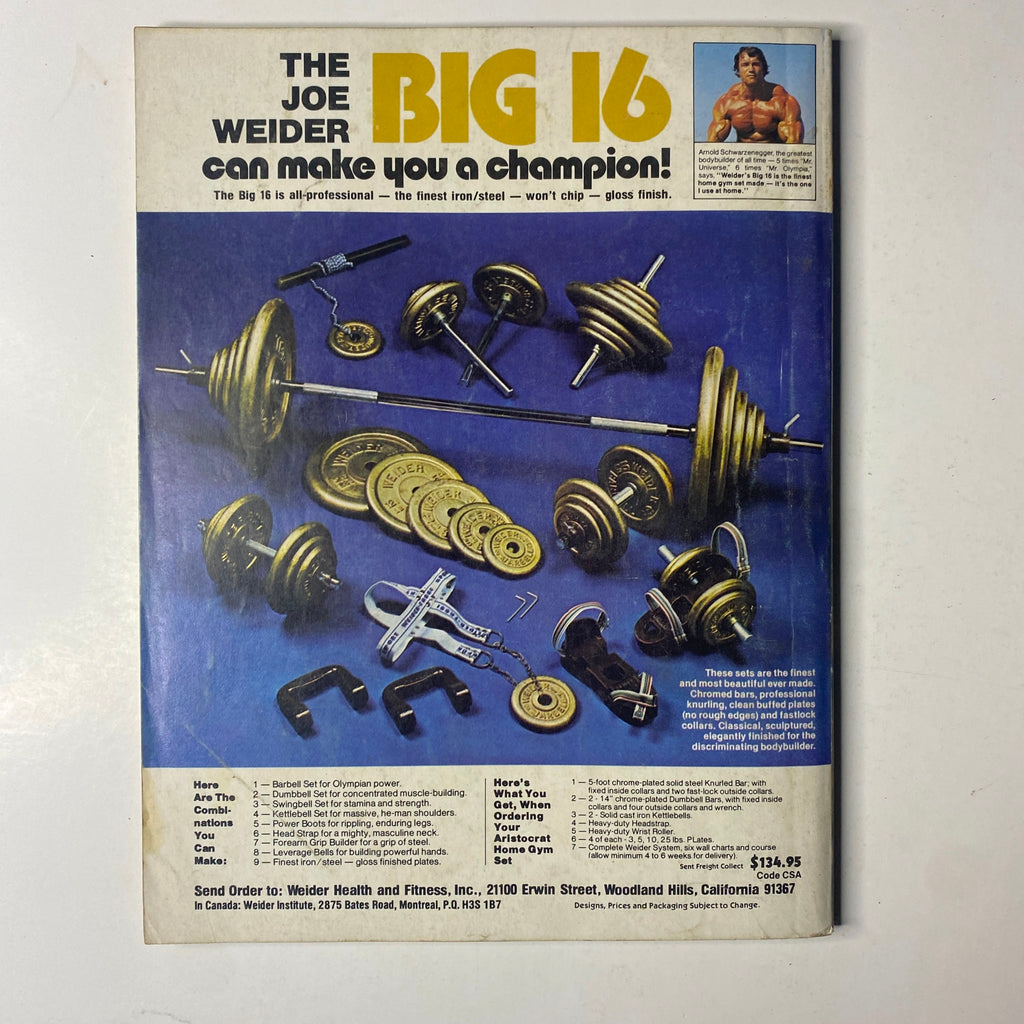 THE
JOE
WEIDER
BIG 16
can make you a champion!
The Big 16 is all-professional — the finest iron/steel — won't chip — gloss finish.
Arnold Schwarzenegger, the greatest
bodybuilder of all time — 5 times "Mr.
Universe," 6 times "Mr. Olympia,"
says, "Weider's Big 16 is the finest
home gym set made — it's the one
I use at home."
WEIDER
WEIDER
WEIDER
WEIDER
WEIDER
These sets are the finest
and most beautiful ever made.
Chromed bars, professional
knurling, clean buffed plates
(no rough edges) and fastlock
collars. Classical, sculptured,
elegantly finished for the
discriminating bodybuilder.
Here
Are The
Combi-
nations
You
Can
Make:
1 — Barbell Set for Olympian power.
2 — Dumbbell Set for concentrated muscle-building.
3 — Swingbell Set for stamina and strength.
4 — Kettlebell Set for massive, he-man shoulders.
5 — Power Boots for rippling, enduring legs.
6 — Head Strap for a mighty, masculine neck.
7 — Forearm Grip Builder for a grip of steel.
8 — Leverage-Bells for building powerful hands.
9 — Finest iron/steel — gloss finished plates.
Here's
What You
Get, When
Ordering
Your
Aristocrat
Home Gym
Set
1 — 5-foot chrome-plated solid steel Knurled Bar; with
fixed inside collars and two fast-lock outside collars.
2 — 2 - 14" chrome-plated Dumbbell Bars, with fixed inside
collars and four outside collars and wrench.
3 — 2 - Solid cast iron Kettlebells.
4 — Heavy-duty Headstrap.
5 — Heavy-duty Wrist Roller.
6 — 4 of each - 3, 5, 10, 25 lbs. PLates.
7 — Complete Weider System, six wall charts and course
(allow minimum 4 to 6 weeks for delivery).
Sent Freight Collect $134.95
Code CSA
Send Order to: Weider Health and Fitness, Inc., 21100 Erwin Street, Woodland Hills, California 91367
In Canada: Weider Institute, 2875 Bates Road, Montreal, P.Q. H3S 1B7
Designs, Prices and Packaging Subject to Change.